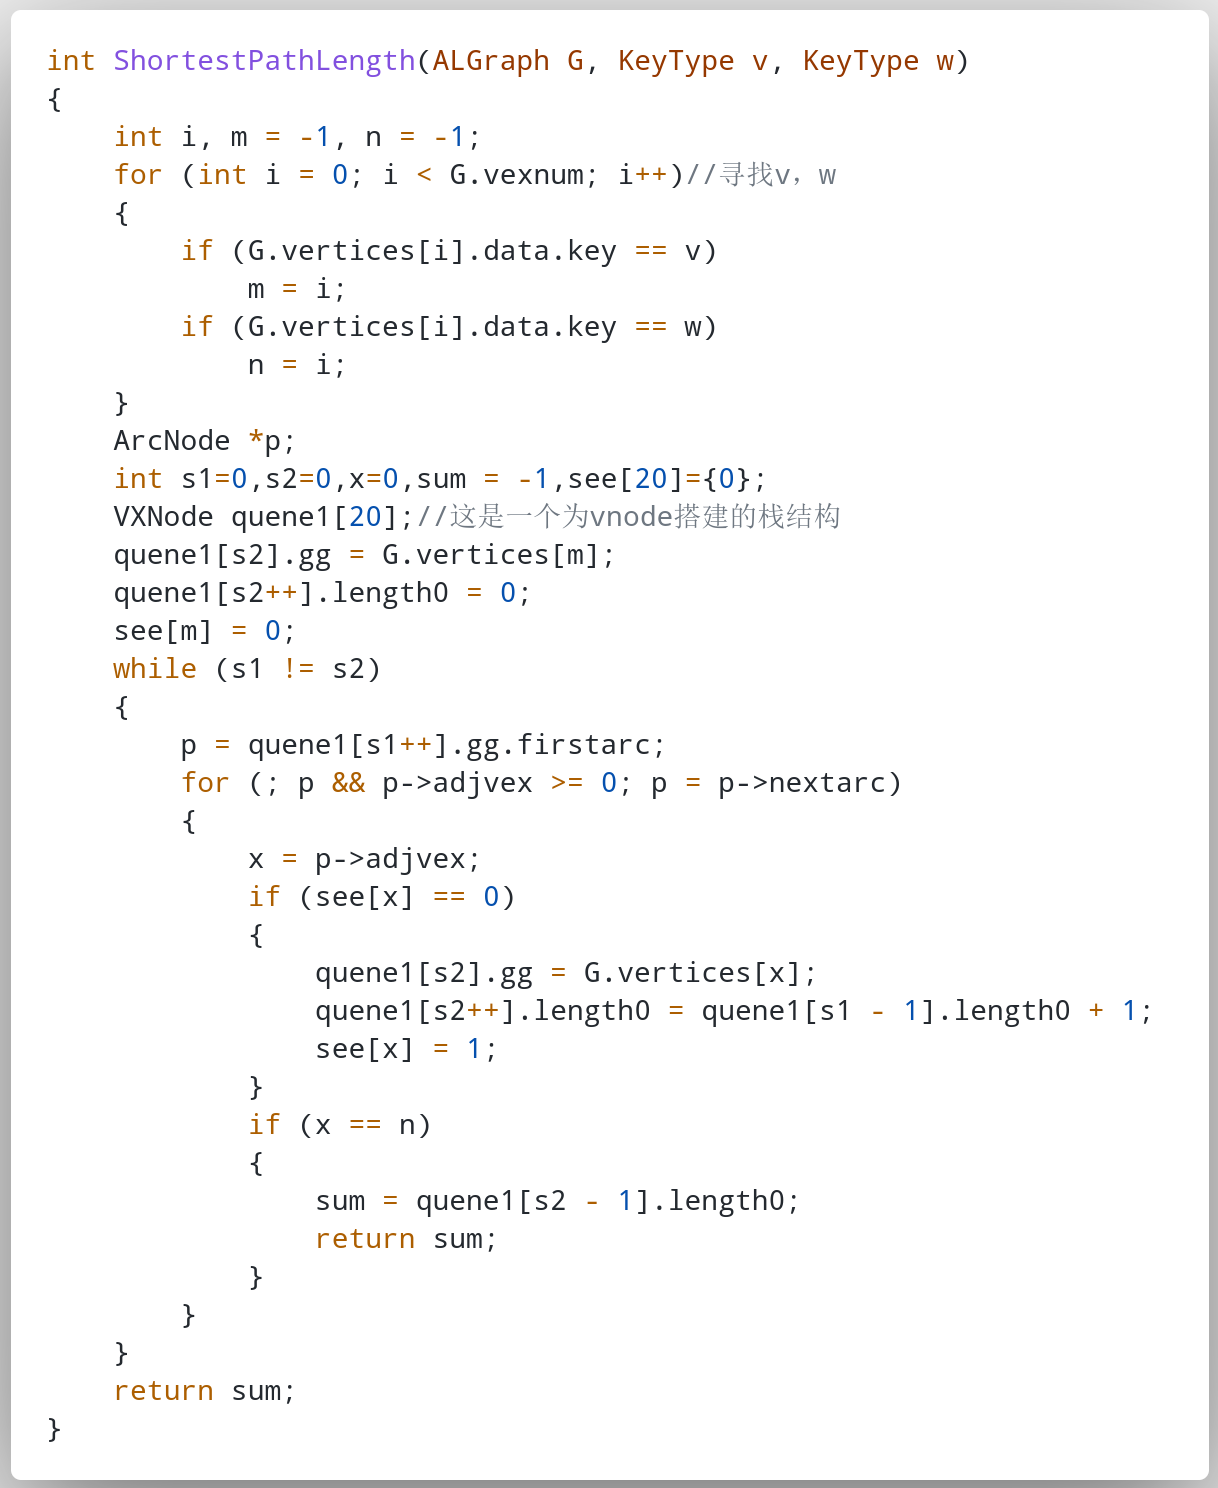 int ShortestPathLength(ALGraph G, KeyType v, KeyType w)
{
    int i, m = -1, n = -1;
    for (int i = 0; i < G.vexnum; i++)//寻找v，w
    {
        if (G.vertices[i].data.key == v)
            m = i;
        if (G.vertices[i].data.key == w)
            n = i;
    }
    ArcNode *p;
    int s1=0,s2=0,x=0,sum = -1,see[20]={0};
    VXNode quene1[20];//这是一个为vnode搭建的栈结构
    quene1[s2].gg = G.vertices[m];
    quene1[s2++].length0 = 0;
    see[m] = 0;
    while (s1 != s2)
    {
        p = quene1[s1++].gg.firstarc;
        for (; p && p->adjvex >= 0; p = p->nextarc)
        {
            x = p->adjvex;
            if (see[x] == 0)
            {
                quene1[s2].gg = G.vertices[x];
                quene1[s2++].length0 = quene1[s1 - 1].length0 + 1;
                see[x] = 1;
            }
            if (x == n)
            {
                sum = quene1[s2 - 1].length0;
                return sum;
            }
        }
    }
    return sum;
}